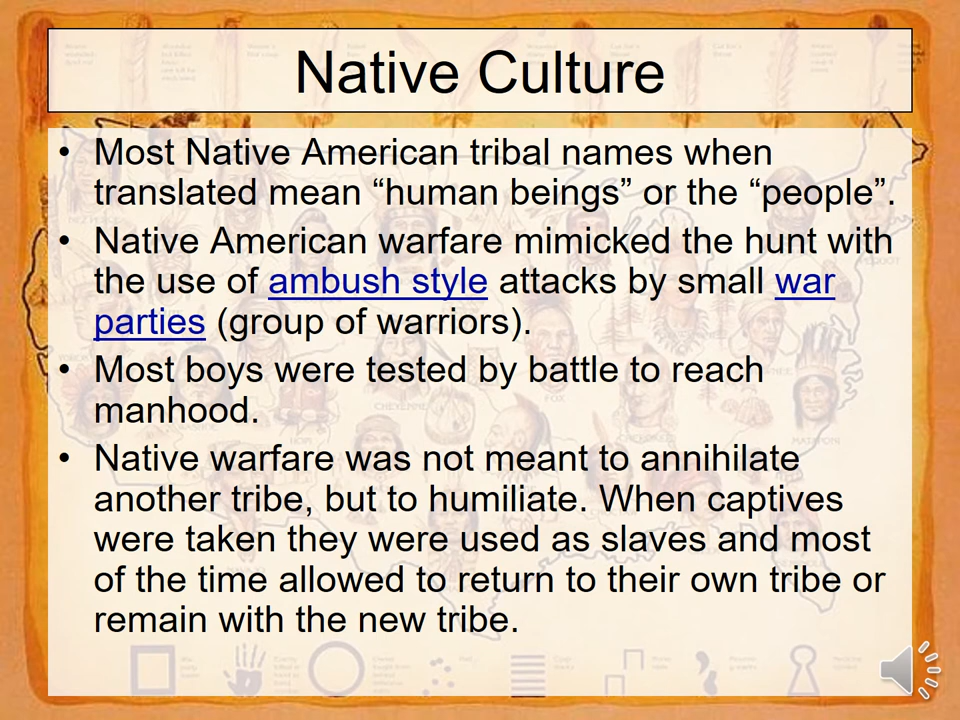 Native Culture
• Most Native American tribal names when
translated mean “human beings” or the “people”.
• Native American warfare mimicked the hunt with
the use of ambush style attacks by small war
parties (group of warriors).
• Most boys were tested by battle to reach
manhood.
• Native warfare was not meant to annihilate
another tribe, but to humiliate. When captives
were taken they were used as slaves and most
of the time allowed to return to their own tribe or
remain with the new tribe.